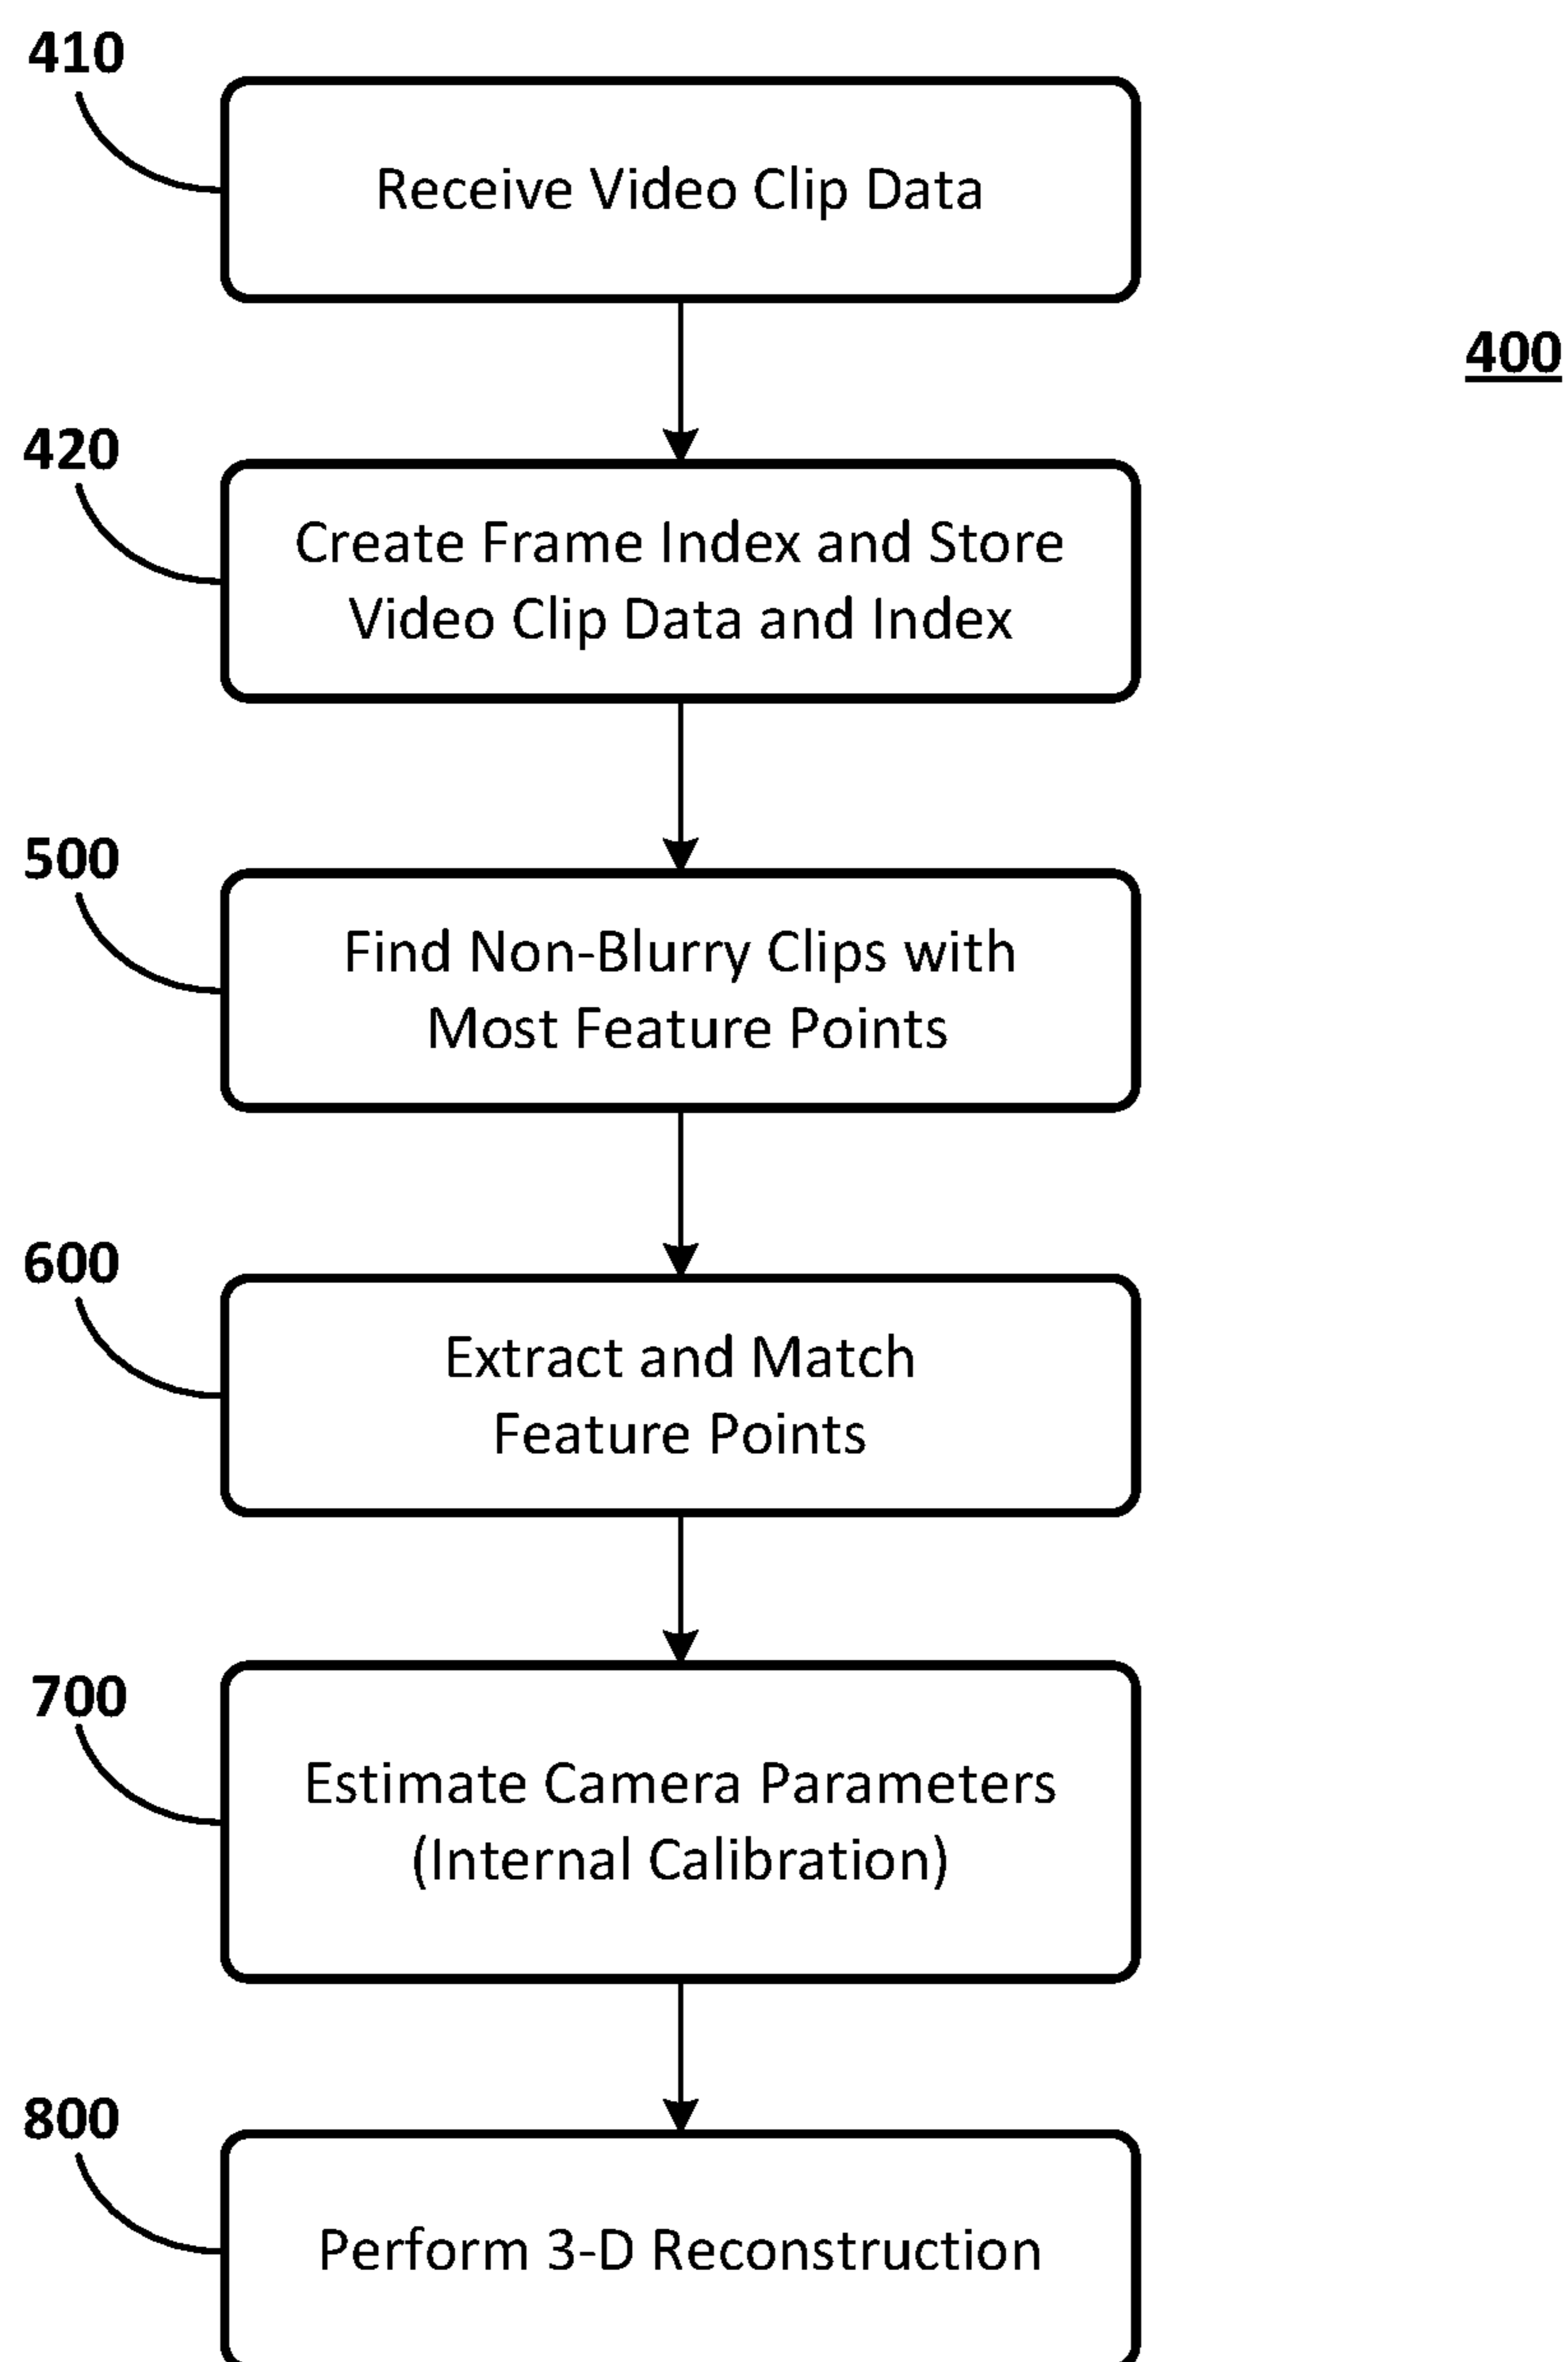 410
Receive Video Clip Data
400
420
Create Frame Index and Store
Video Clip Data and Index
500
Find Non-Blurry Clips with
Most Feature Points
600
Extract and Match
Feature Points
700
Estimate Camera Parameters
(Internal Calibration)
800
Perform 3-D Reconstruction